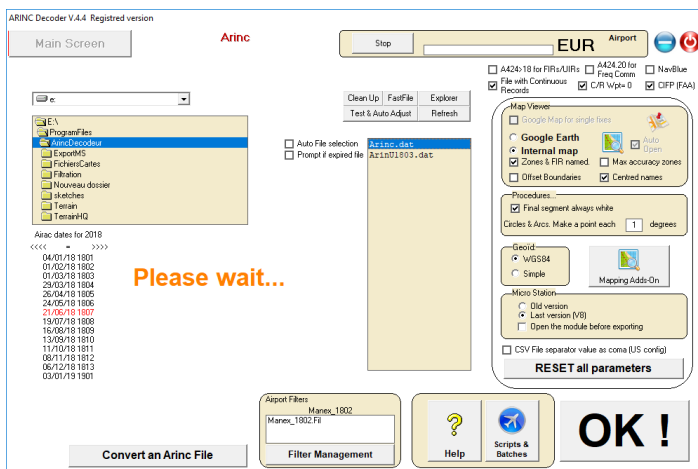 ARINC Decoder V.4.4 Registred version
Main Screen
Arinc
Stop
EUR
Airport
A424>18 for FIRs/UIRs
A424.20 for Freq Comm
NavBlue
File with Continuous Records
C/R Wpt= 0
CIFP (FAA)
e:
Clean Up
FastFile
Explorer
Test & Auto Adjust
Refresh
E:\
ProgramFiles
ArincDecodeur
ExportMS
FichiersCartes
Filtration
Nouveau dossier
sketches
Terrain
TerrainHQ
Auto File selection
Prompt if expired file
Arinc.dat
ArinU1803.dat
Map Viewer
Google Map for single fixes
Google Earth
Internal map
Auto Open
Zones & FIR named.
Max accuracy zones
Offset Boundaries
Centred names
Procedures...
Final segment always white
Circles & Arcs. Make a point each 1 degrees
Airac dates for 2018
<<<< = >>>>
04/01/18 1801
01/02/18 1802
01/03/18 1803
29/03/18 1804
26/04/18 1805
24/05/18 1806
21/06/18 1807
19/07/18 1808
16/08/18 1809
13/09/18 1810
11/10/18 1811
08/11/18 1812
06/12/18 1813
03/01/19 1901
Please wait...
Geoïd
WGS84
Simple
Mapping Adds-On
Micro Station
Old version
Last version (V8)
Open the module before exporting
CSV File separator value as coma (US config)
RESET all parameters
Airport Filters
Manex_1802
Manex_1802.Fil
Filter Management
Convert an Arinc File
?
Help
Scripts & Batches
OK !